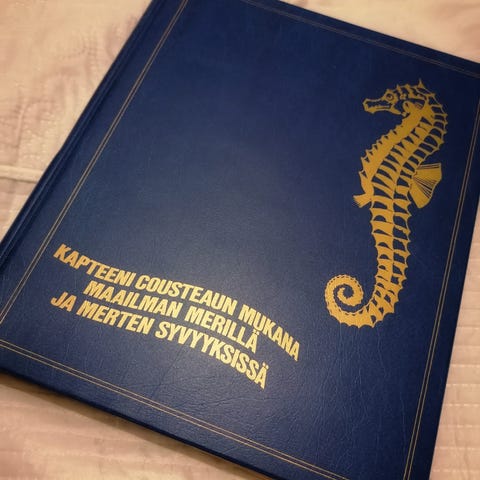 KAPTEENI COUSTEAUN MUKANA
MAAILMAN MERILLÄ
JA MERTEN SYVYYKSISSÄ